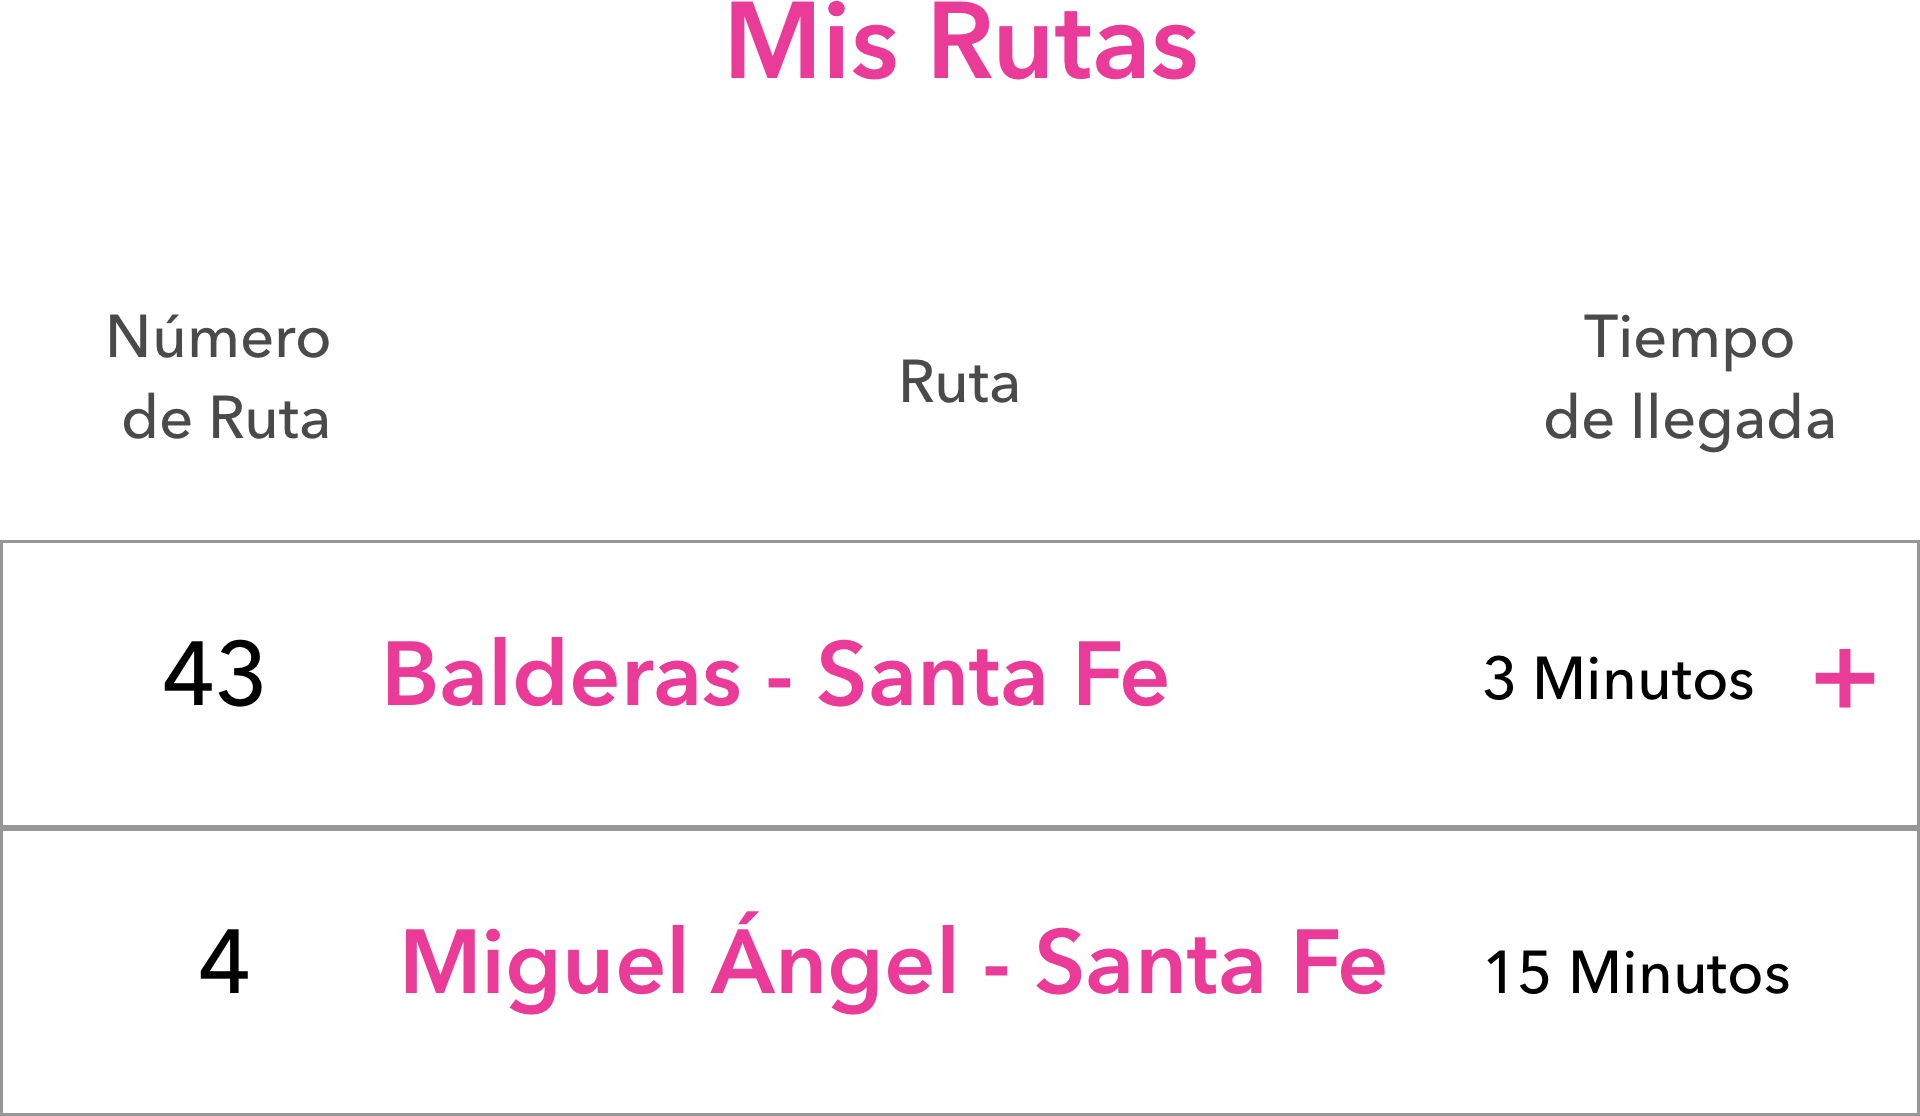 Mis Rutas
Número
de Ruta
Ruta
Tiempo
de llegada
43 Balderas - Santa Fe 3 Minutos +
4 Miguel Ángel - Santa Fe 15 Minutos